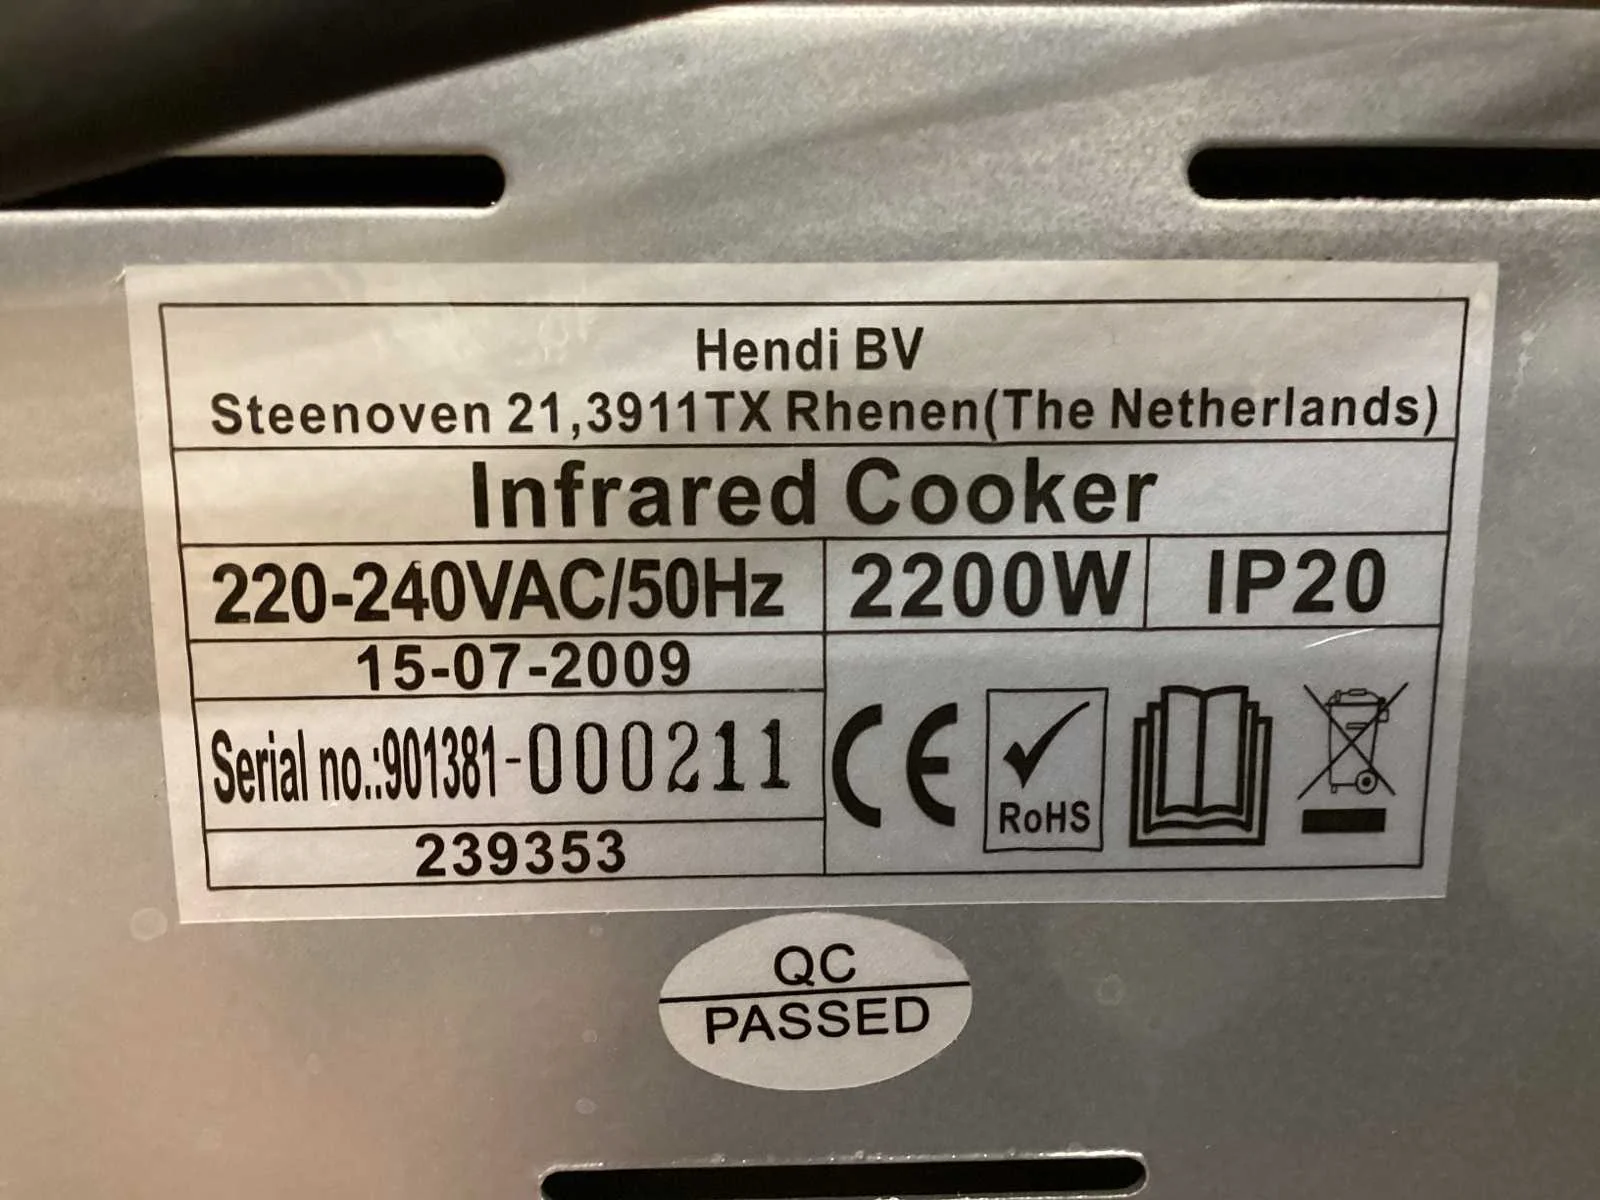 Hendi BV
Steenoven 21,3911TX Rhenen(The Netherlands)
Infrared Cooker
220-240VAC/50Hz 2200W IP20
15-07-2009
Serial no.:901381-000211
239353
CE RoHS
QC
PASSED